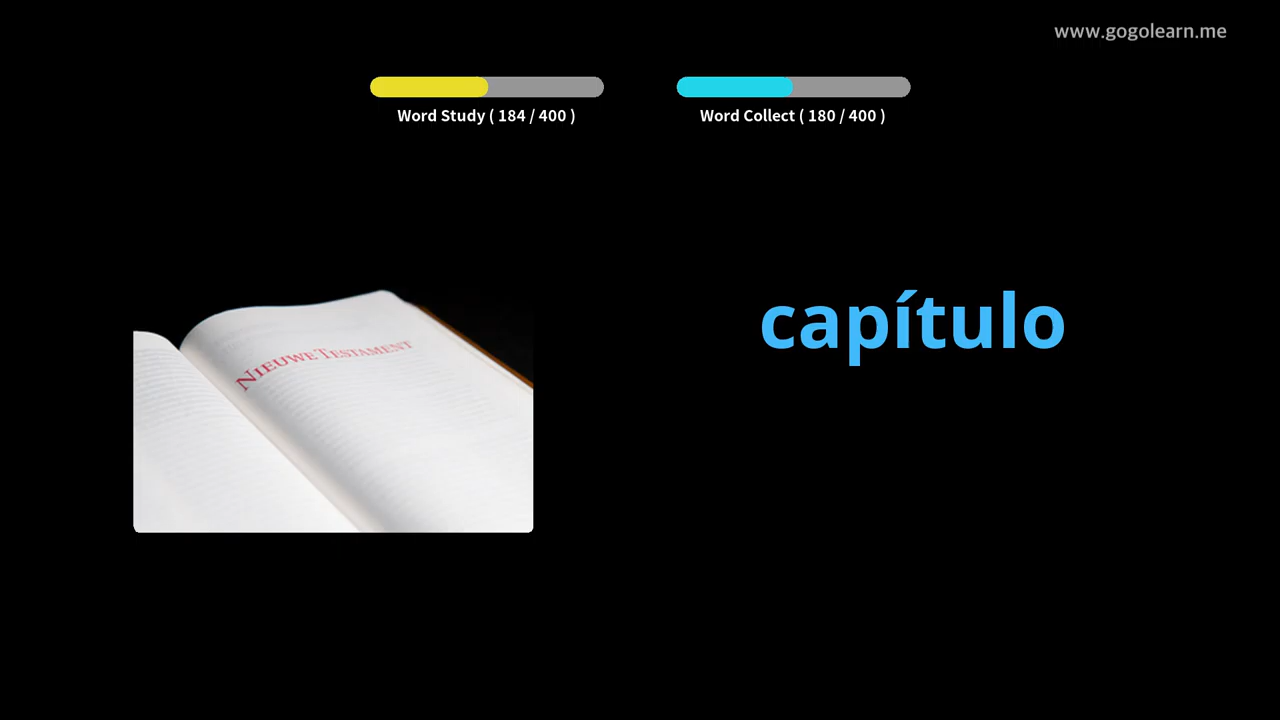 www.gogolearn.me
Word Study ( 184 / 400 )
Word Collect ( 180 / 400 )
NIEUWE TESTAMENT
capítulo